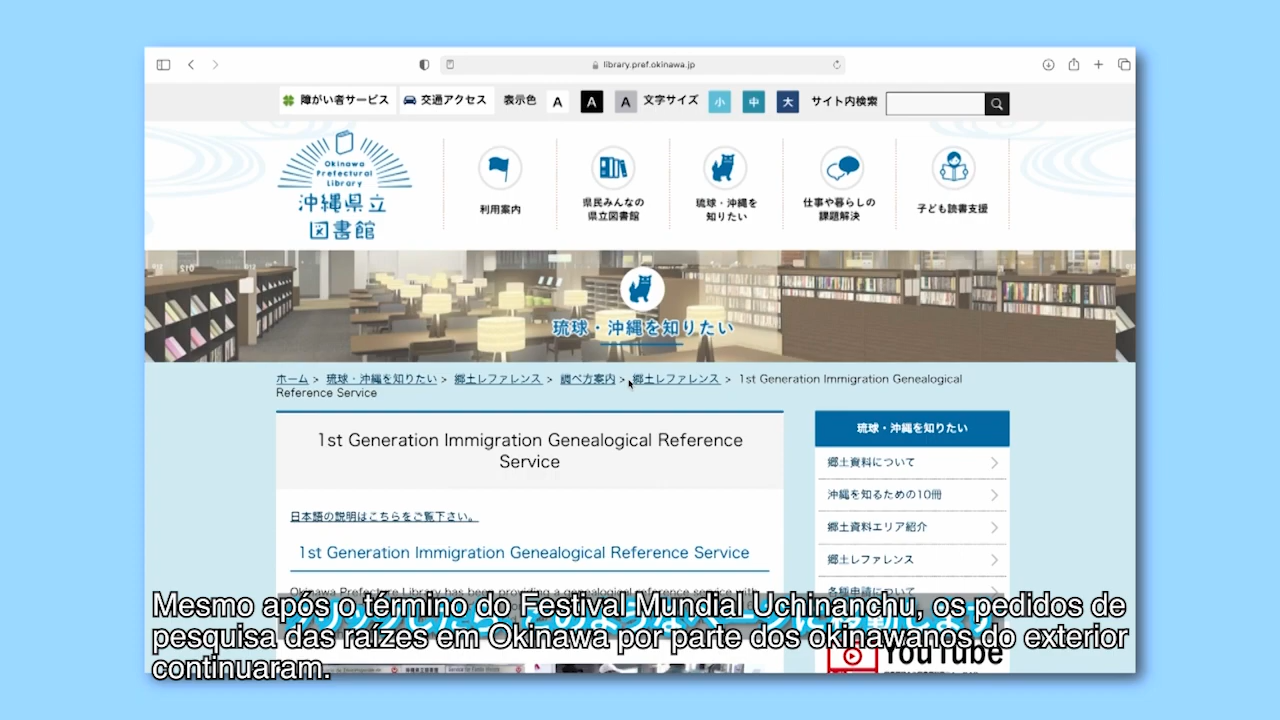 library.pref.okinawa.jp
障がい者サービス
交通アクセス
表示色
A
A
A
文字サイズ
小
中
大
サイト内検索
Okinawa
Prefectural
Library
沖縄県立
図書館
利用案内
県民みんなの
県立図書館
琉球・沖縄を
知りたい
仕事や暮らしの
課題解決
子ども読書支援
琉球・沖縄を知りたい
ホーム > 琉球・沖縄を知りたい > 郷土レファレンス > 調べ方案内 > 郷土レファレンス > 1st Generation Immigration Genealogical
Reference Service
1st Generation Immigration Genealogical Reference
Service
日本語の説明はこちらをご覧下さい。
1st Generation Immigration Genealogical Reference Service
琉球・沖縄を知りたい
郷土資料について
沖縄を知るための10冊
郷土資料エリア紹介
郷土レファレンス
各種申請について
Okinawa Prefecture Library has been providing a genealogical reference service with
Mesmo após o término do Festival Mundial Uchinanchu, os pedidos de
pesquisa das raízes em Okinawa por parte dos okinawanos do exterior
continuaram.
YouTube